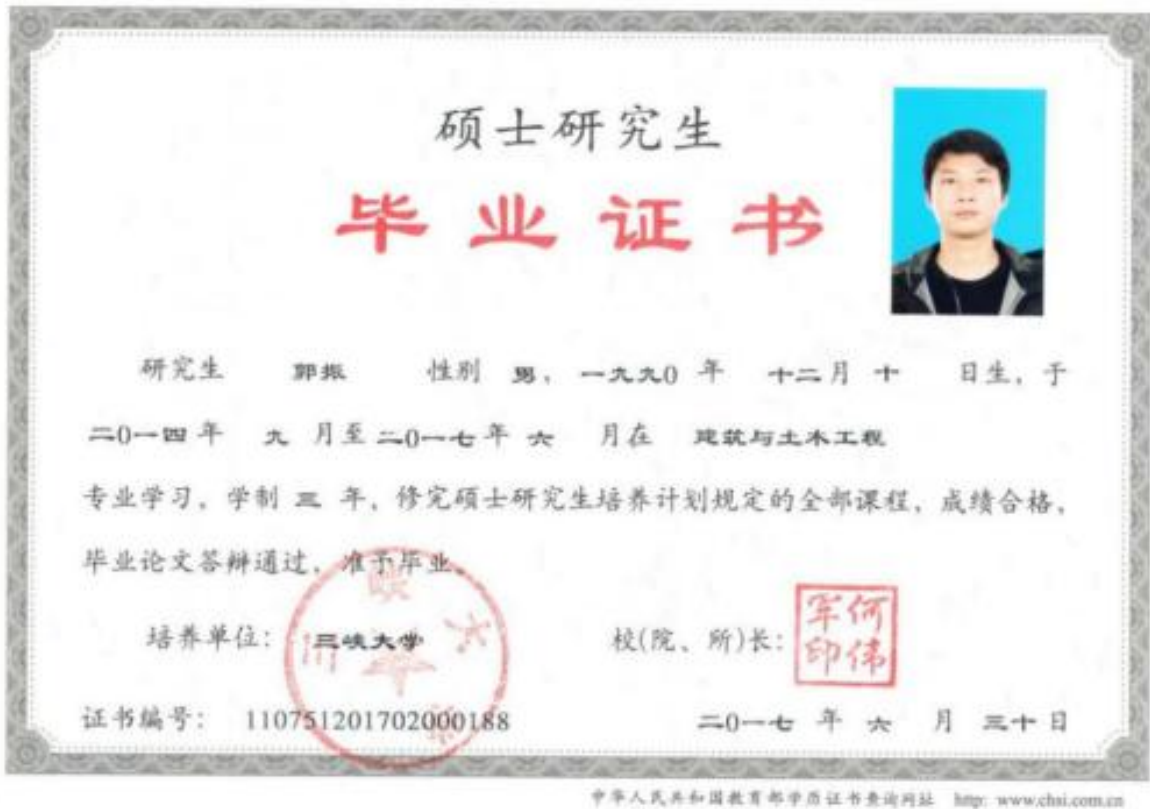 硕士研究生
毕业证书
研究生 郭振 性别 男，一九九0 年 十二月 十 日生，于
二0一四 年 九 月至 二0一七 年 六 月在 建筑与土木工程
专业学习，学制 三 年，修完硕士研究生培养计划规定的全部课程，成绩合格，
毕业论文答辩通过，准予毕业。
培养单位： 三峡大学
校(院、所)长：
何伟军印
三峡大学
证书编号： 110751201702000188
二0一七 年 六 月 三十 日
中华人民共和国教育部学历证书查询网址 http: www.chsi.com.cn